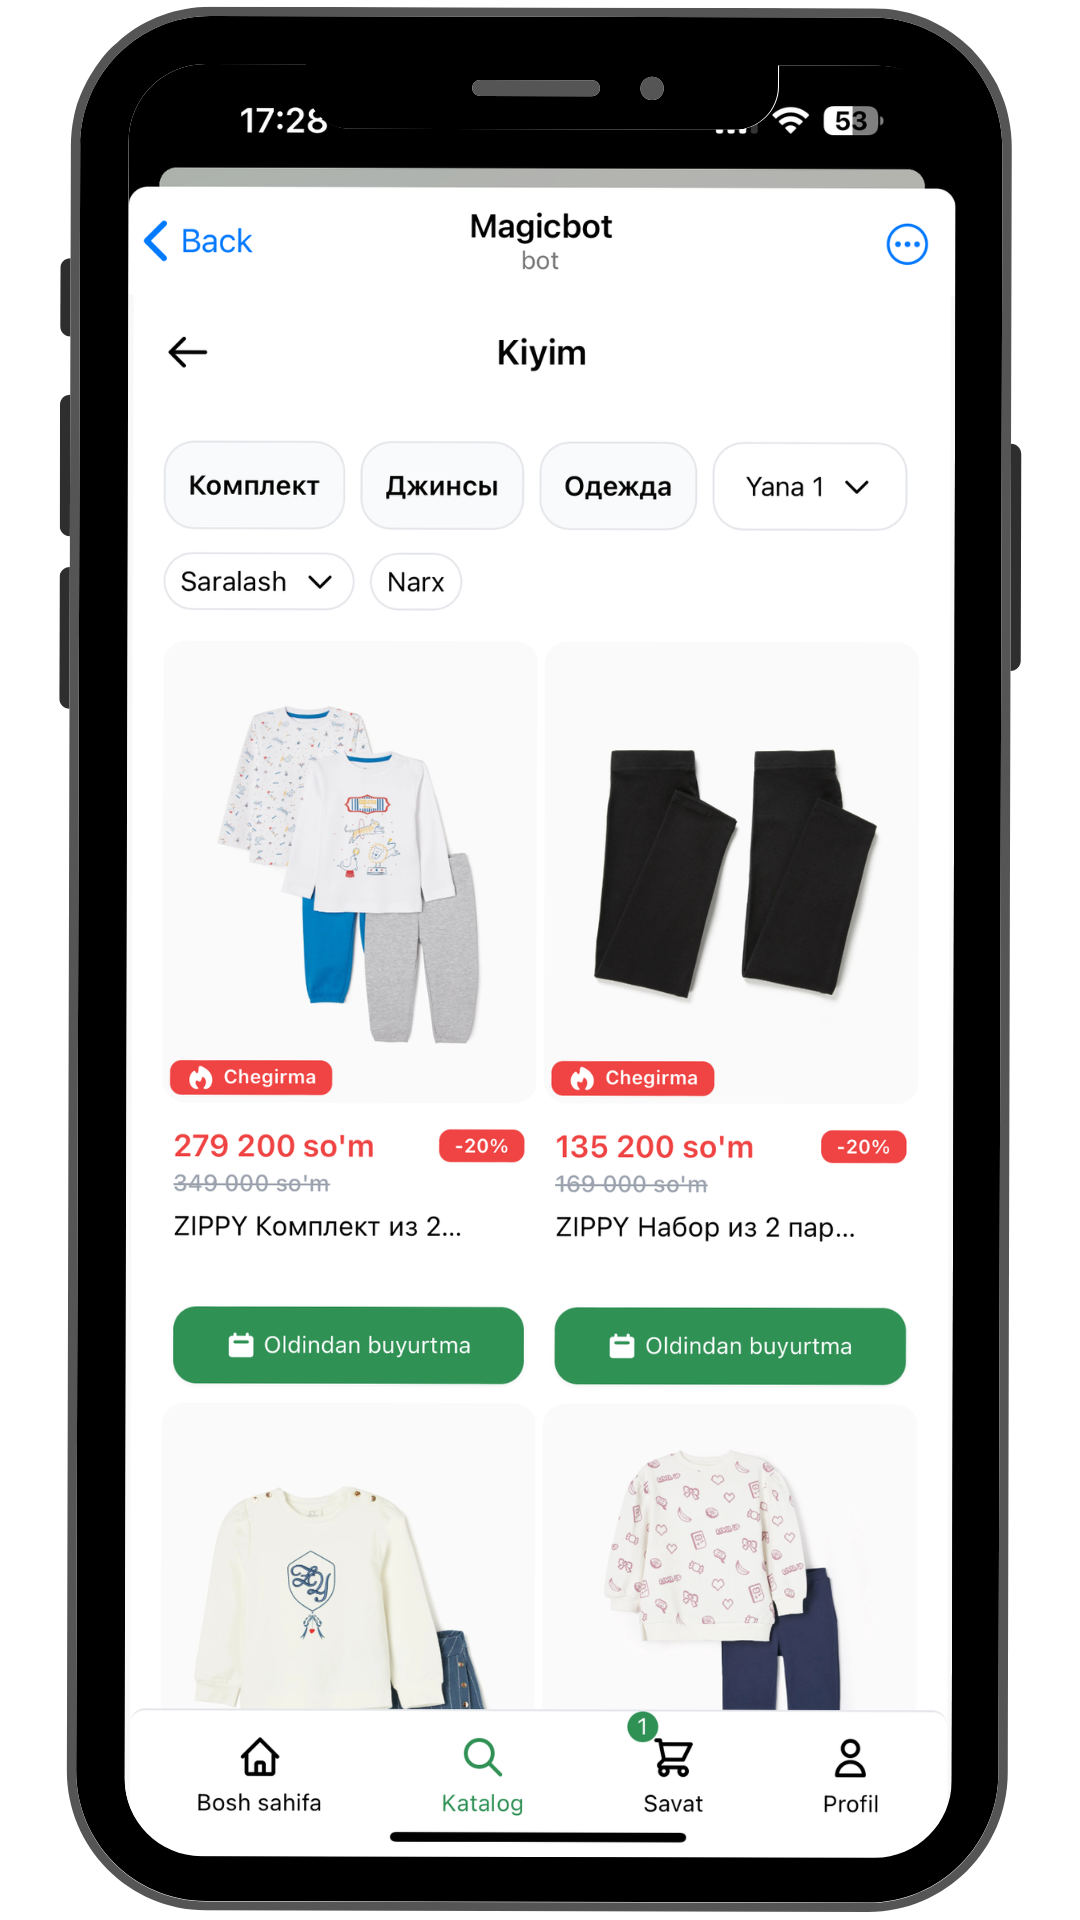 17:28
53
Back
Magicbot
bot
Kiyim
Комплект
Джинсы
Одежда
Yana 1
Saralash
Narx
Chegirma
Chegirma
279 200 so'm
-20%
135 200 so'm
-20%
349 000 so'm
169 000 so'm
ZIPPY Комплект из 2...
ZIPPY Набор из 2 пар...
Oldindan buyurtma
Oldindan buyurtma
ZY
1
Bosh sahifa
Katalog
Savat
Profil